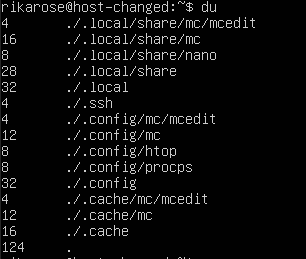 rikarose@host-changed:~$ du
4 ./.local/share/mc/mcedit
16 ./.local/share/mc
8 ./.local/share/nano
28 ./.local/share
32 ./.local
4 ./.ssh
4 ./.config/mc/mcedit
12 ./.config/mc
8 ./.config/htop
8 ./.config/procps
32 ./.config
4 ./.cache/mc/mcedit
12 ./.cache/mc
16 ./.cache
124 .